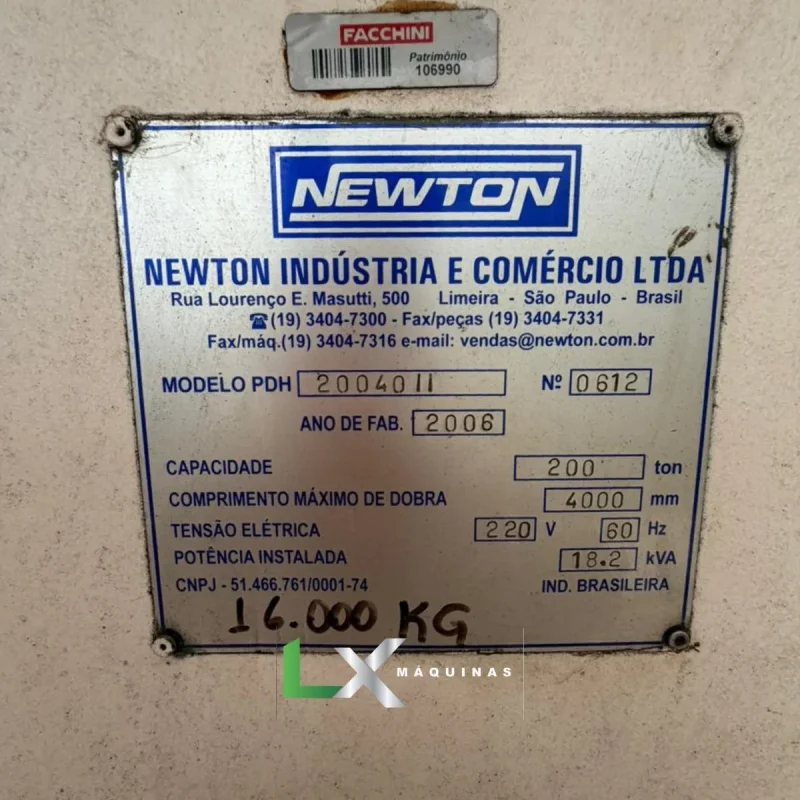 FACCHINI
Patrimônio
106990
NEWTON
NEWTON INDÚSTRIA E COMÉRCIO LTDA
Rua Lourenço E. Masutti, 500 Limeira - São Paulo - Brasil
☎(19) 3404-7300 - Fax/peças (19) 3404-7331
Fax/máq.(19) 3404-7316 e-mail: vendas@newton.com.br
MODELO PDH 20040II Nº 0612
ANO DE FAB. 2006
CAPACIDADE 200 ton
COMPRIMENTO MÁXIMO DE DOBRA 4000 mm
TENSÃO ELÉTRICA 220 V 60 Hz
POTÊNCIA INSTALADA 18.2 kVA
CNPJ - 51.466.761/0001-74 IND. BRASILEIRA
16.000 KG
LX MÁQUINAS